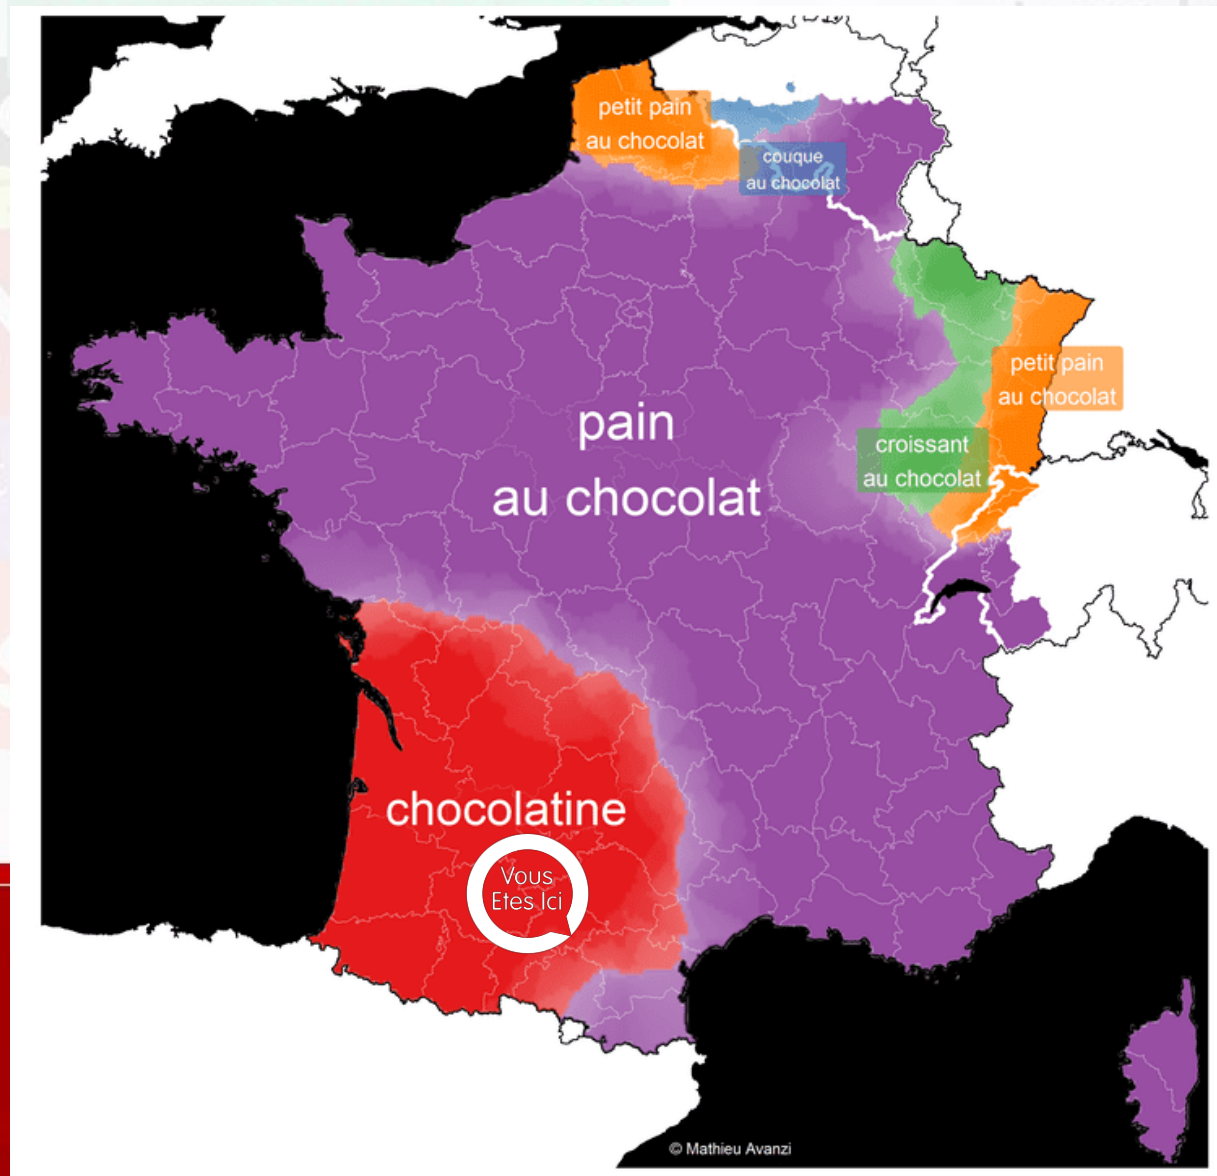 petit pain
au chocolat
couque
au chocolat
petit pain
au chocolat
pain
au chocolat
croissant
au chocolat
chocolatine
Vous
Etes Ici
© Mathieu Avanzi